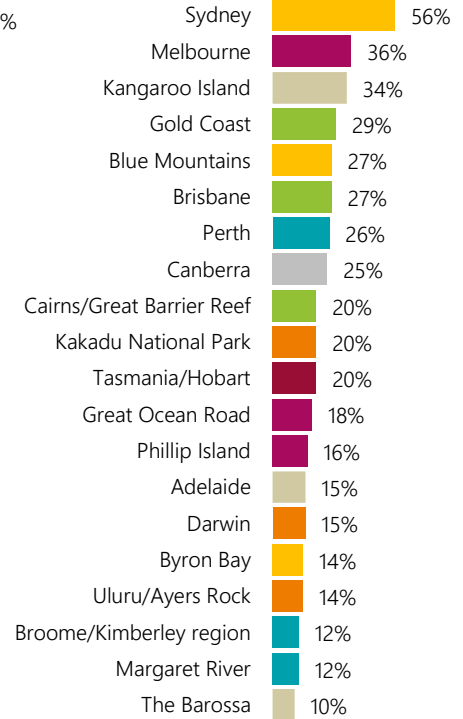 %
Sydney 56%
Melbourne 36%
Kangaroo Island 34%
Gold Coast 29%
Blue Mountains 27%
Brisbane 27%
Perth 26%
Canberra 25%
Cairns/Great Barrier Reef 20%
Kakadu National Park 20%
Tasmania/Hobart 20%
Great Ocean Road 18%
Phillip Island 16%
Adelaide 15%
Darwin 15%
Byron Bay 14%
Uluru/Ayers Rock 14%
Broome/Kimberley region 12%
Margaret River 12%
The Barossa 10%